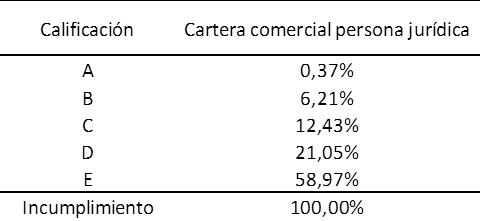 Calificación Cartera comercial persona jurídica
A 0,37%
B 6,21%
C 12,43%
D 21,05%
E 58,97%
Incumplimiento 100,00%